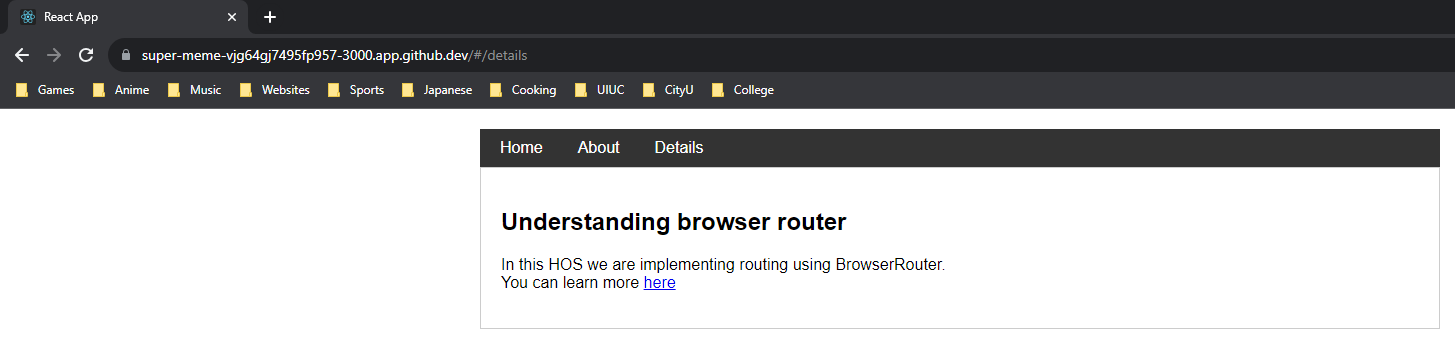 React App
super-meme-vjg64gj7495fp957-3000.app.github.dev/#/details
Games Anime Music Websites Sports Japanese Cooking UIUC CityU College
Home About Details
Understanding browser router
In this HOS we are implementing routing using BrowserRouter.
You can learn more here